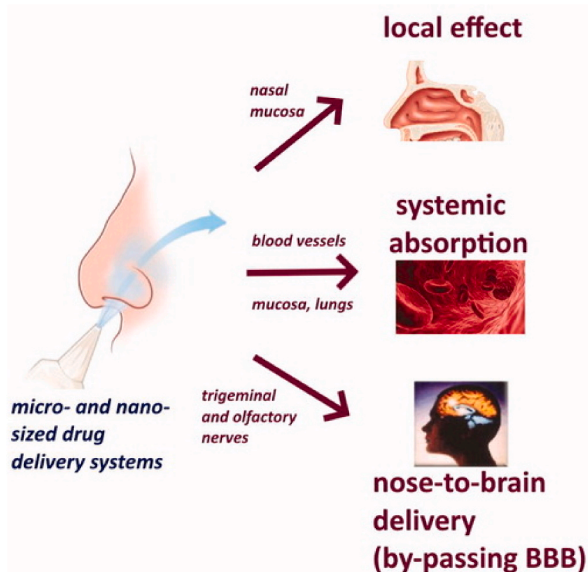 local effect
nasal
mucosa
systemic
absorption
blood vessels
mucosa, lungs
micro- and nano-
sized drug
delivery systems
trigeminal
and olfactory
nerves
nose-to-brain
delivery
(by-passing BBB)